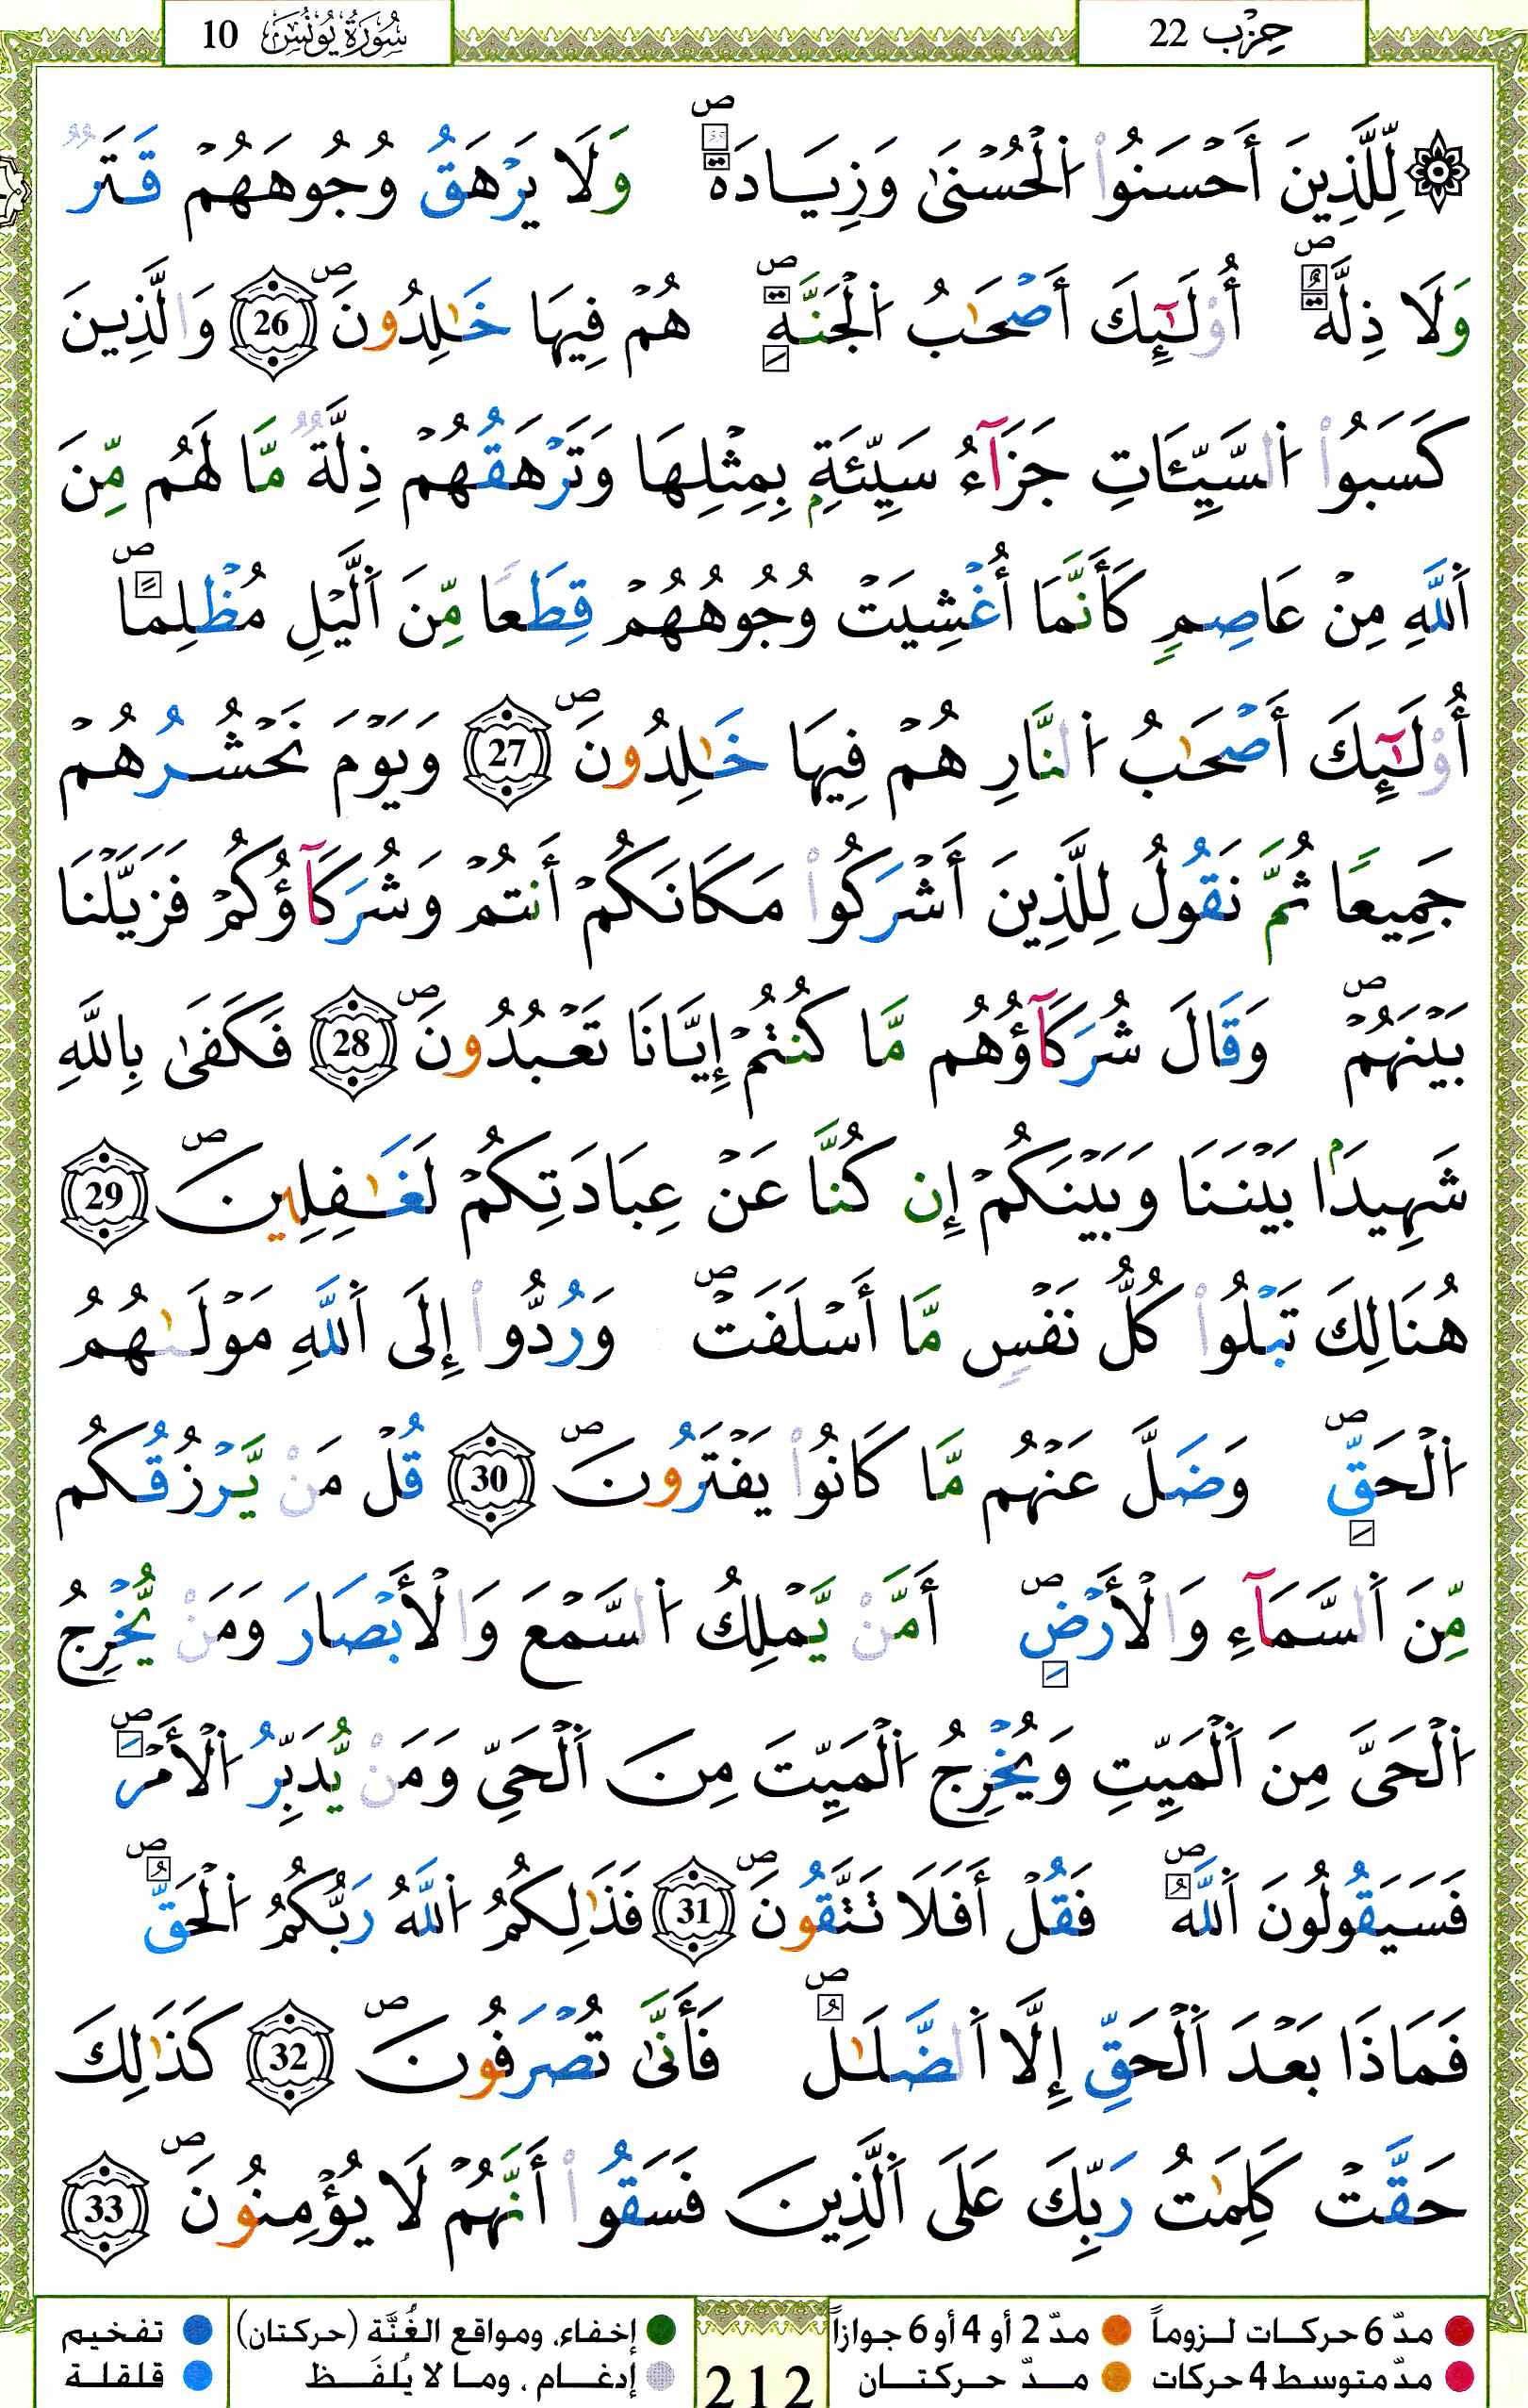 سُورَةُ يُونُسَ 10
حِزْب 22
۞ لِّلَّذِينَ أَحْسَنُوا۟ ٱلْحُسْنَىٰ وَزِيَادَةٌ ۖ وَلَا يَرْهَقُ وُجُوهَهُمْ قَتَرٌ
وَلَا ذِلَّةٌ ۚ أُو۟لَـٰٓئِكَ أَصْحَـٰبُ ٱلْجَنَّةِ ۖ هُمْ فِيهَا خَـٰلِدُونَ ﴿26﴾ وَٱلَّذِينَ
كَسَبُوا۟ ٱلسَّيِّـَٔاتِ جَزَآءُ سَيِّئَةٍۭ بِمِثْلِهَا وَتَرْهَقُهُمْ ذِلَّةٌ مَّا لَهُم مِّنَ
ٱللَّهِ مِنْ عَاصِمٍ كَأَنَّمَآ أُغْشِيَتْ وُجُوهُهُمْ قِطَعًا مِّنَ ٱلَّيْلِ مُظْلِمًا ۚ
أُو۟لَـٰٓئِكَ أَصْحَـٰبُ ٱلنَّارِ هُمْ فِيهَا خَـٰلِدُونَ ﴿27﴾ وَيَوْمَ نَحْشُرُهُمْ
جَمِيعًا ثُمَّ نَقُولُ لِلَّذِينَ أَشْرَكُوا۟ مَكَانَكُمْ أَنتُمْ وَشُرَكَآؤُكُمْ فَزَيَّلْنَا
بَيْنَهُمْ ۖ وَقَالَ شُرَكَآؤُهُم مَّا كُنتُمْ إِيَّانَا تَعْبُدُونَ ﴿28﴾ فَكَفَىٰ بِٱللَّهِ
شَهِيدًۢا بَيْنَنَا وَبَيْنَكُمْ إِن كُنَّا عَنْ عِبَادَتِكُمْ لَغَـٰفِلِينَ ﴿29﴾
هُنَالِكَ تَبْلُوا۟ كُلُّ نَفْسٍ مَّآ أَسْلَفَتْ ۚ وَرُدُّوٓا۟ إِلَى ٱللَّهِ مَوْلَىٰهُمُ
ٱلْحَقِّ ۖ وَضَلَّ عَنْهُم مَّا كَانُوا۟ يَفْتَرُونَ ﴿30﴾ قُلْ مَنْ يَّرْزُقُكُم
مِّنَ ٱلسَّمَآءِ وَٱلْأَرْضِ أَمَّنْ يَّمْلِكُ ٱلسَّمْعَ وَٱلْأَبْصَارَ وَمَنْ يُّخْرِجُ
ٱلْحَىَّ مِنَ ٱلْمَيِّتِ وَيُخْرِجُ ٱلْمَيِّتَ مِنَ ٱلْحَىِّ وَمَنْ يُّدَبِّرُ ٱلْأَمْرَ ۚ
فَسَيَقُولُونَ ٱللَّهُ ۚ فَقُلْ أَفَلَا تَتَّقُونَ ﴿31﴾ فَذَٰلِكُمُ ٱللَّهُ رَبُّكُمُ ٱلْحَقُّ ۖ
فَمَاذَا بَعْدَ ٱلْحَقِّ إِلَّا ٱلضَّلَـٰلُ ۖ فَأَنَّىٰ تُصْرَفُونَ ﴿32﴾ كَذَٰلِكَ
حَقَّتْ كَلِمَتُ رَبِّكَ عَلَى ٱلَّذِينَ فَسَقُوٓا۟ أَنَّهُمْ لَا يُؤْمِنُونَ ﴿33﴾
مدّ 6 حركات لزوماً
مدّ 2 أو 4 أو 6 جوازاً
إخفاء، ومواقع الغُنَّة (حركتان)
تفخيم
مدّ متوسط 4 حركات
مدّ حركتان
إدغام ، وما لا يُلفَظ
قلقلة
212